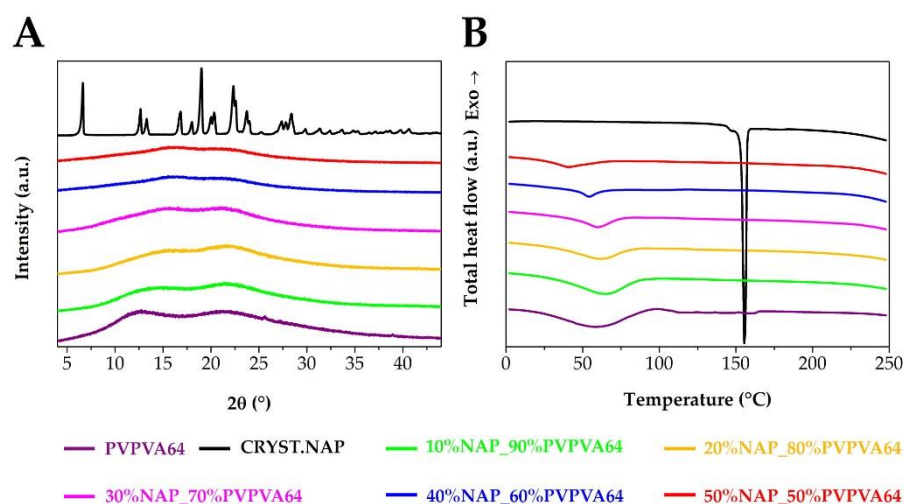 A
B
Intensity (a.u.)
5 10 15 20 25 30 35 40
2θ (°)
Total heat flow (a.u.) Exo →
0 50 100 150 200 250
Temperature (°C)
PVPVA64 CRYST.NAP 10%NAP_90%PVPVA64 20%NAP_80%PVPVA64
30%NAP_70%PVPVA64 40%NAP_60%PVPVA64 50%NAP_50%PVPVA64